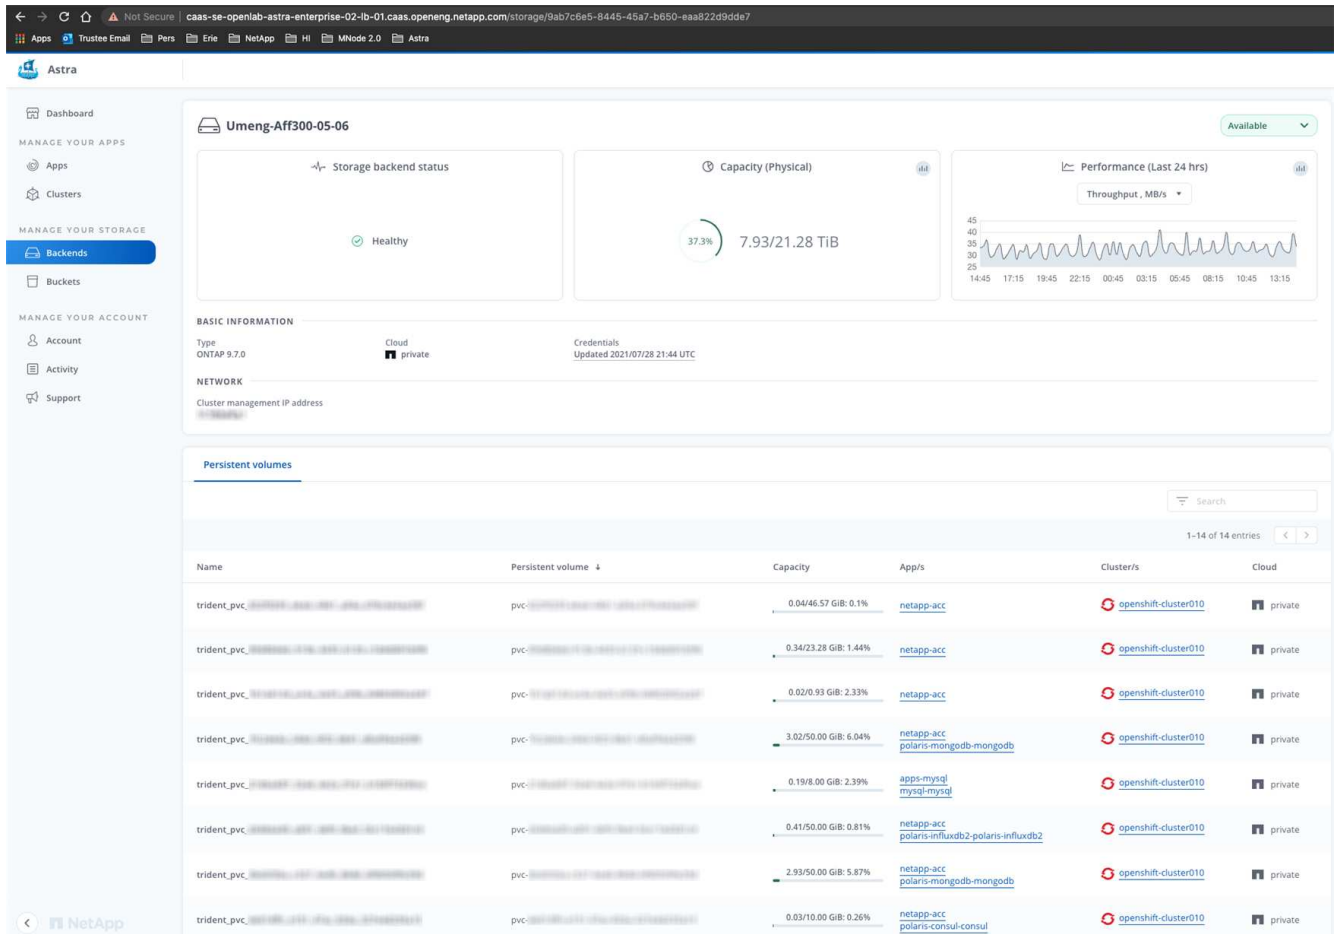 Not Secure | caas-se-openlab-astra-enterprise-02-lb-01.caas.openeng.netapp.com/storage/9ab7c6e5-8445-45a7-b650-eaa822d9dde7
Apps Trustee Email Pers Erie NetApp HI MNode 2.0 Astra
Astra
Dashboard
MANAGE YOUR APPS
Apps
Clusters
MANAGE YOUR STORAGE
Backends
Buckets
MANAGE YOUR ACCOUNT
Account
Activity
Support
NetApp
Umeng-Aff300-05-06
Available
Storage backend status
Healthy
Capacity (Physical)
37.3%
7.93/21.28 TiB
Performance (Last 24 hrs)
Throughput , MB/s
45
40
35
30
25
14:45 17:15 19:45 22:15 00:45 03:15 05:45 08:15 10:45 13:15
BASIC INFORMATION
Type Cloud Credentials
ONTAP 9.7.0 private Updated 2021/07/28 21:44 UTC
NETWORK
Cluster management IP address
Persistent volumes
Search
1–14 of 14 entries
Name Persistent volume Capacity App/s Cluster/s Cloud
trident_pvc_ pvc- 0.04/46.57 GiB: 0.1% netapp-acc openshift-cluster010 private
trident_pvc_ pvc- 0.34/23.28 GiB: 1.44% netapp-acc openshift-cluster010 private
trident_pvc_ pvc- 0.02/0.93 GiB: 2.33% netapp-acc openshift-cluster010 private
trident_pvc_ pvc- 3.02/50.00 GiB: 6.04% netapp-acc openshift-cluster010 private
polaris-mongodb-mongodb
trident_pvc_ pvc- 0.19/8.00 GiB: 2.39% apps-mysql openshift-cluster010 private
mysql-mysql
trident_pvc_ pvc- 0.41/50.00 GiB: 0.81% netapp-acc openshift-cluster010 private
polaris-influxdb2-polaris-influxdb2
trident_pvc_ pvc- 2.93/50.00 GiB: 5.87% netapp-acc openshift-cluster010 private
polaris-mongodb-mongodb
trident_pvc_ pvc- 0.03/10.00 GiB: 0.26% netapp-acc openshift-cluster010 private
polaris-consul-consul